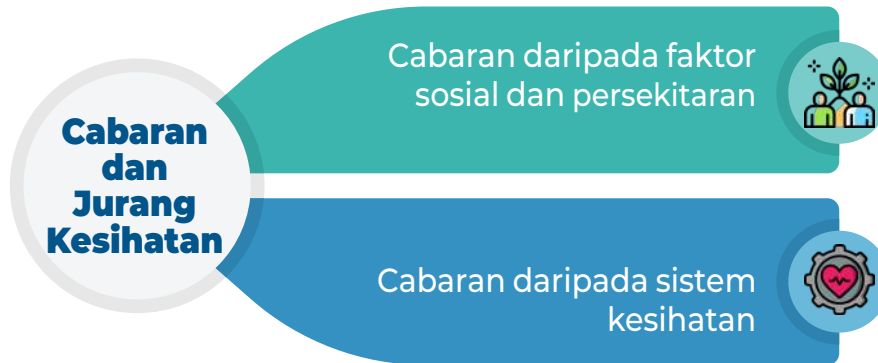 Cabaran
dan
Jurang
Kesihatan
Cabaran daripada faktor
sosial dan persekitaran
Cabaran daripada sistem
kesihatan